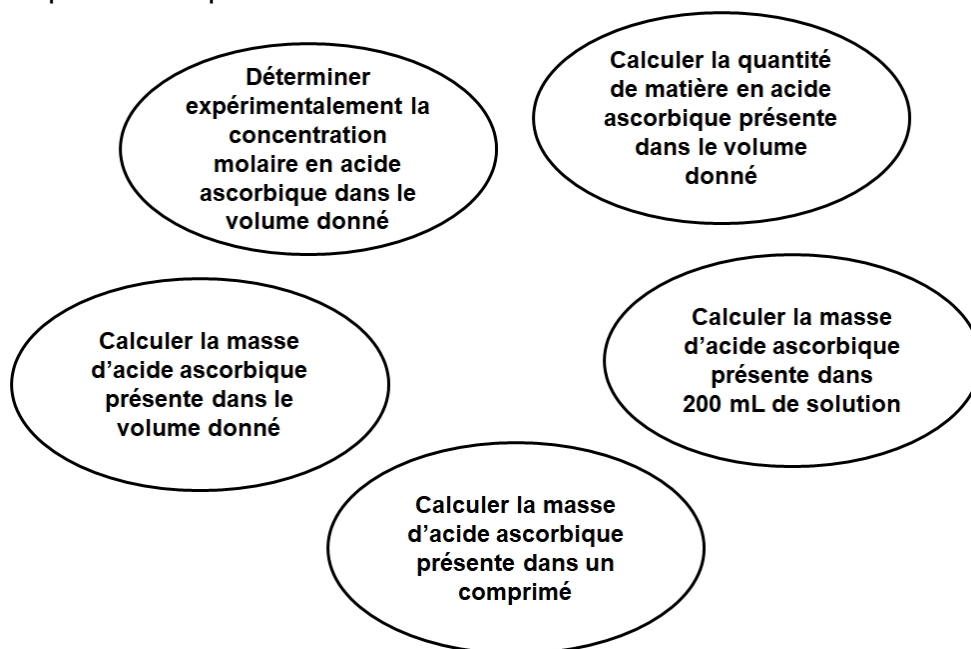 Déterminer
expérimentalement la
concentration
molaire en acide
ascorbique dans le
volume donné
Calculer la quantité
de matière en acide
ascorbique présente
dans le volume
donné
Calculer la masse
d'acide ascorbique
présente dans le
volume donné
Calculer la masse
d'acide ascorbique
présente dans
200 mL de solution
Calculer la masse
d'acide ascorbique
présente dans un
comprimé